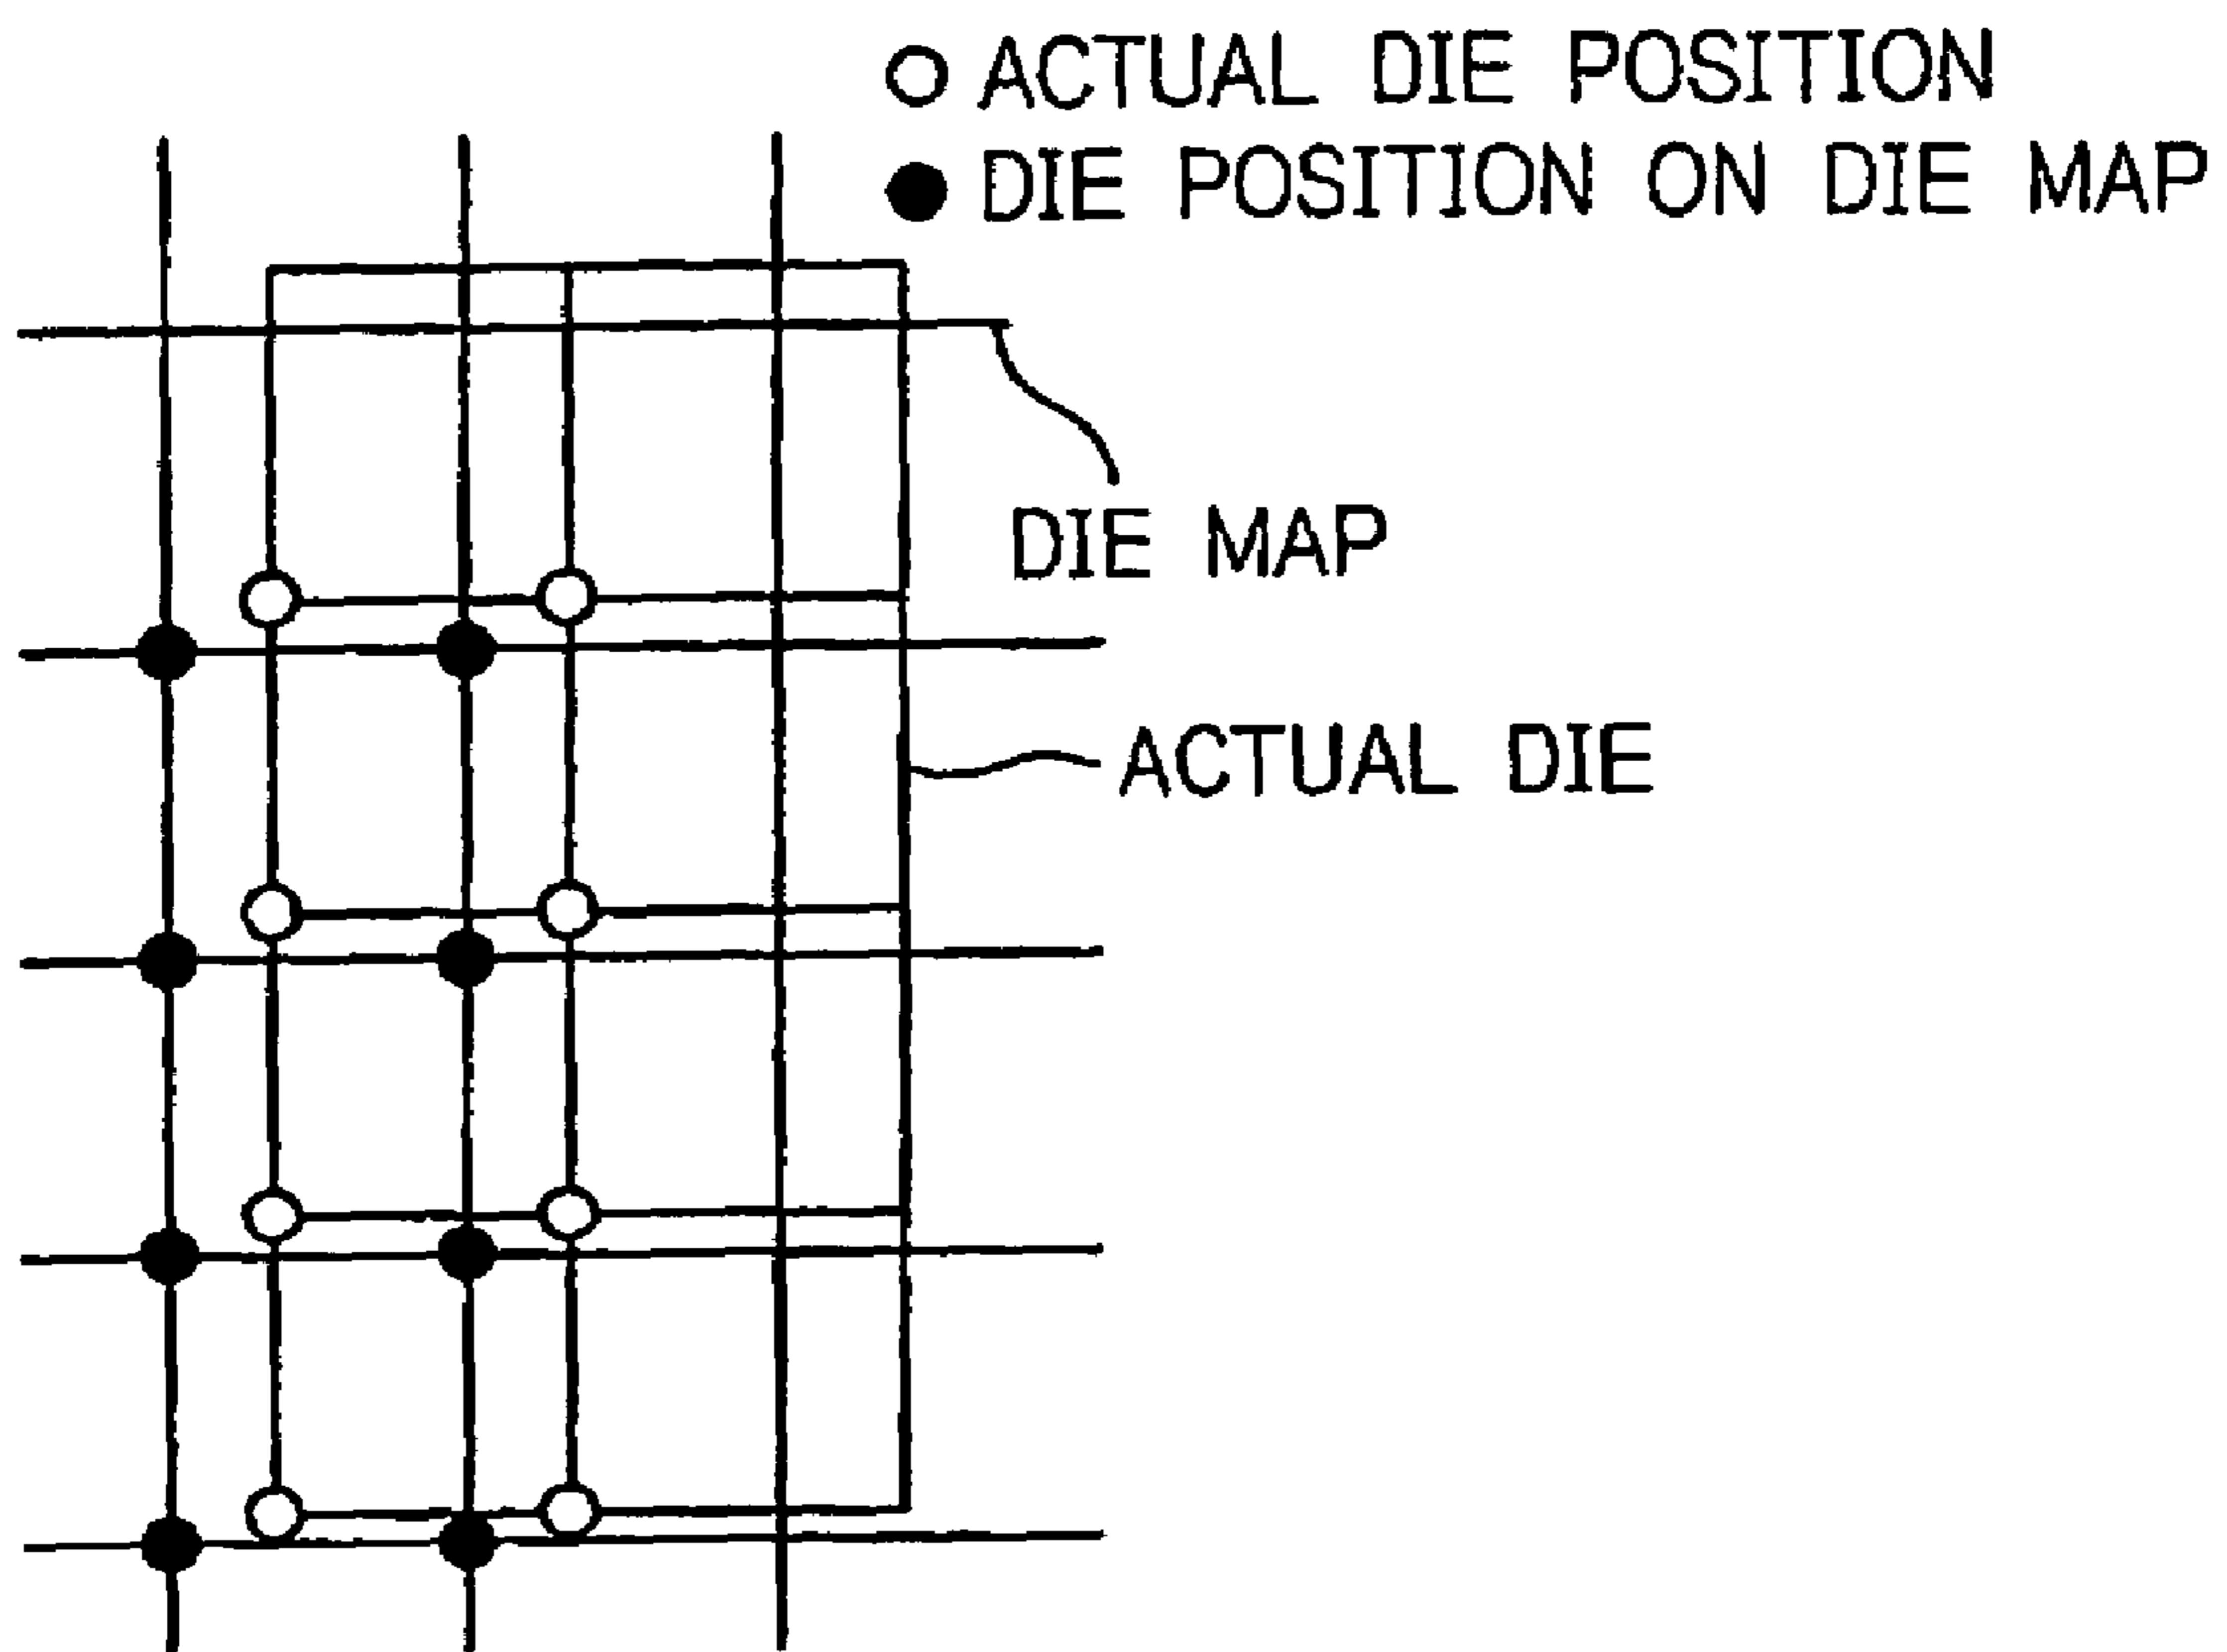 ACTUAL DIE POSITION
DIE POSITION ON DIE MAP
DIE MAP
ACTUAL DIE